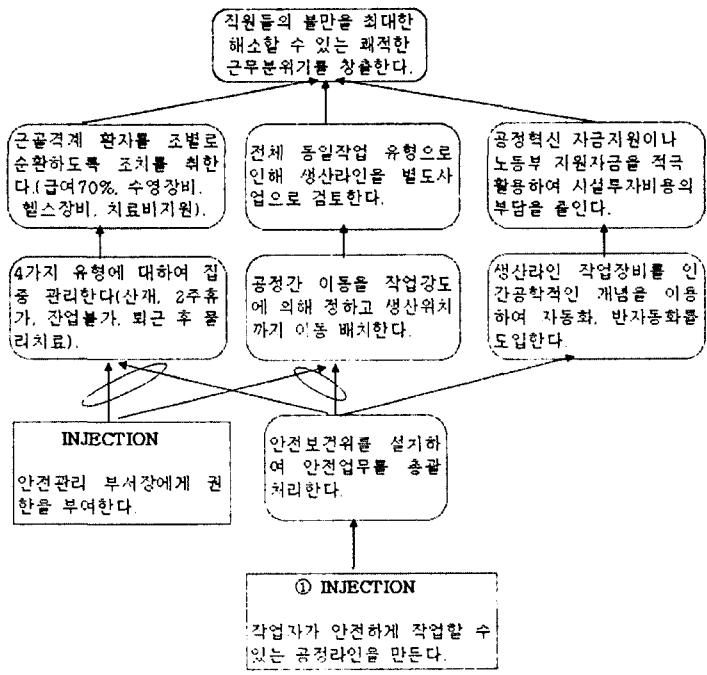 직원들의 불만을 최대한
해소할 수 있는 쾌적한
근무분위기를 창출한다.
근골격계 환자를 조별로
순환하도록 조치를 취한
다.(급여70%, 수영장비,
헬스장비, 치료비지원).
전체 동일작업 유형으로
인해 생산라인을 별도사
업으로 검토한다.
공정혁신 자금지원이나
노동부 지원자금을 적극
활용하여 시설투자비용의
부담을 줄인다.
4가지 유형에 대하여 집
중 관리한다(산재, 2주휴
가, 잔업불가, 퇴근 후 물
리치료).
공정간 이동을 작업강도
에 의해 정하고 생산위치
까지 이동 배치한다.
생산라인 작업장비를 인
간공학적인 개념을 이용
하여 자동화, 반자동화를
도입한다.
INJECTION
안전관리 부서장에게 권
한을 부여한다.
안전보건위를 설치하
여 안전업무를 총괄
처리한다.
① INJECTION
작업자가 안전하게 작업할 수
있는 공정라인을 만든다.